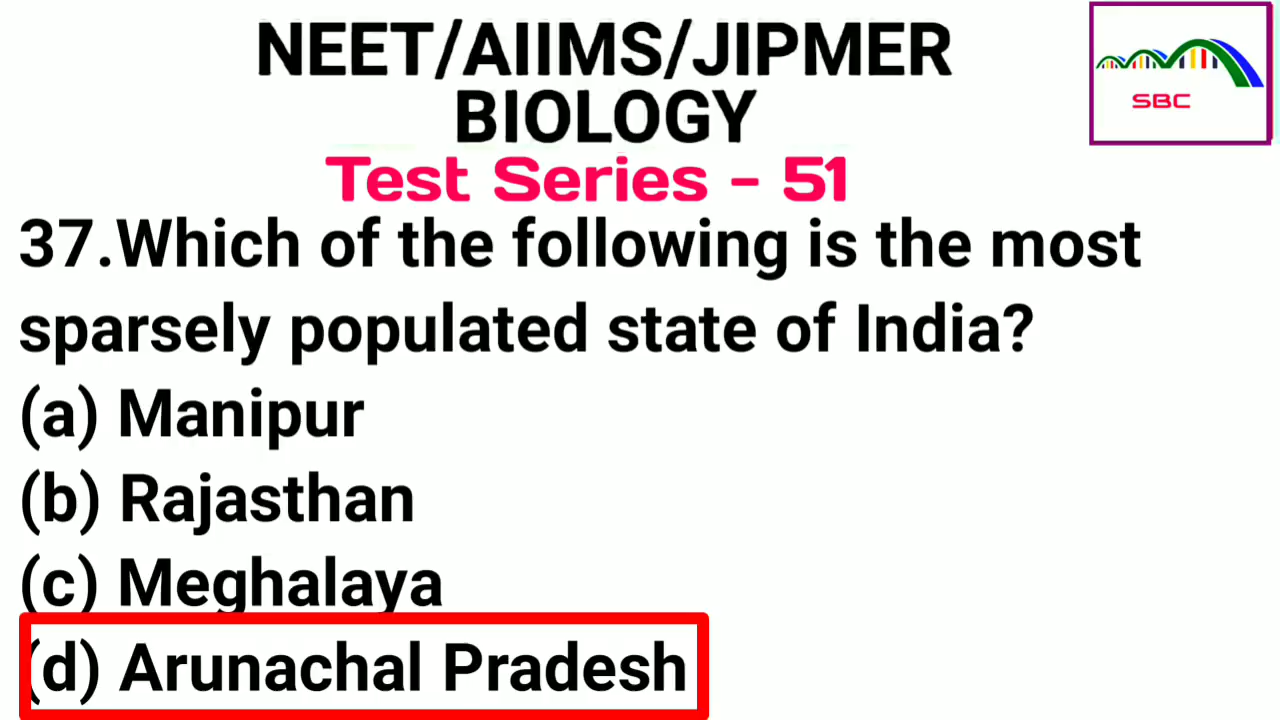 NEET/AIIMS/JIPMER
BIOLOGY
SBC
Test Series - 51
37.Which of the following is the most
sparsely populated state of India?
(a) Manipur
(b) Rajasthan
(c) Meghalaya
(d) Arunachal Pradesh